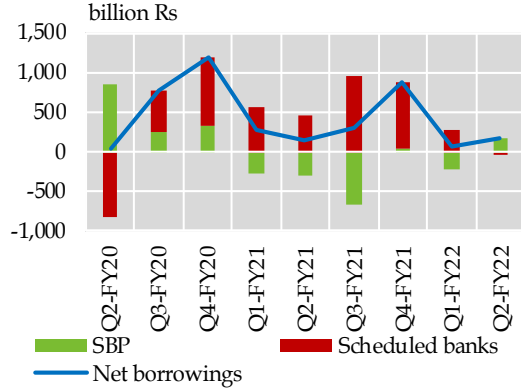 billion Rs
1,500
1,000
500
0
-500
-1,000
Q2-FY20
Q3-FY20
Q4-FY20
Q1-FY21
Q2-FY21
Q3-FY21
Q4-FY21
Q1-FY22
Q2-FY22
SBP
Scheduled banks
Net borrowings